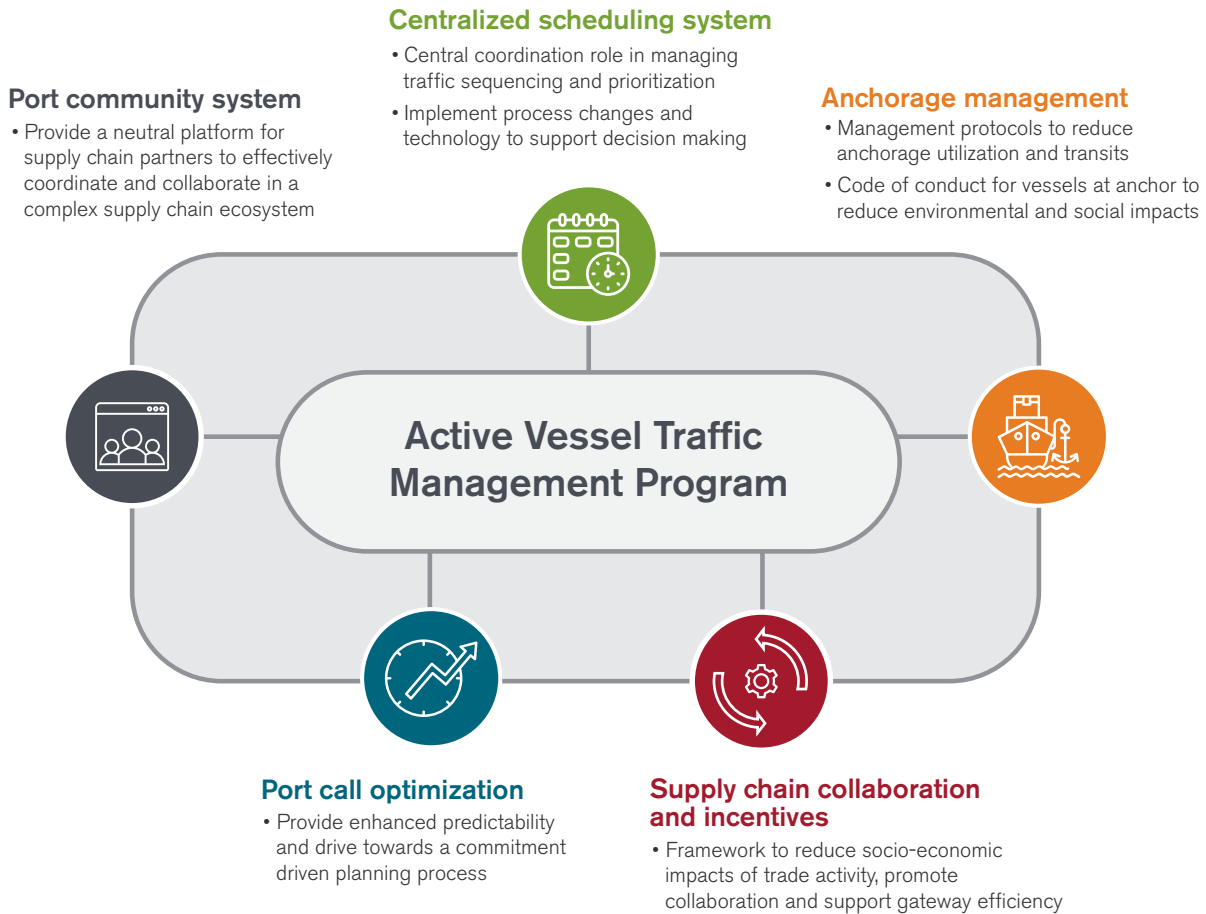 Centralized scheduling system
• Central coordination role in managing
traffic sequencing and prioritization
• Implement process changes and
technology to support decision making
Port community system
• Provide a neutral platform for
supply chain partners to effectively
coordinate and collaborate in a
complex supply chain ecosystem
Anchorage management
• Management protocols to reduce
anchorage utilization and transits
• Code of conduct for vessels at anchor to
reduce environmental and social impacts
Active Vessel Traffic
Management Program
Port call optimization
• Provide enhanced predictability
and drive towards a commitment
driven planning process
Supply chain collaboration
and incentives
• Framework to reduce socio-economic
impacts of trade activity, promote
collaboration and support gateway efficiency